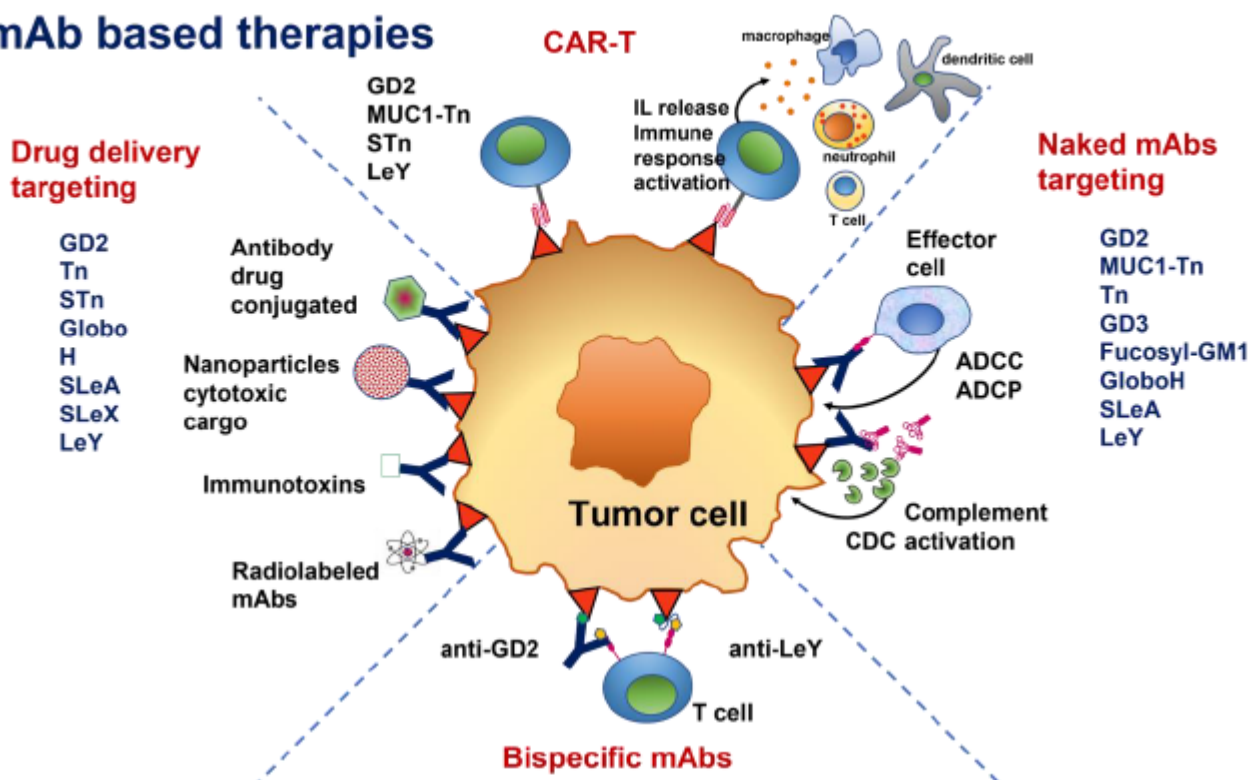 mAb based therapies
CAR-T
GD2
MUC1-Tn
STn
LeY
IL release
Immune
response
activation
macrophage
dendritic cell
neutrophil
T cell
Drug delivery
targeting
GD2
Tn
STn
Globo
H
SLeA
SLeX
LeY
Antibody
drug
conjugated
Nanoparticles
cytotoxic
cargo
Immunotoxins
Radiolabeled
mAbs
Tumor cell
Naked mAbs
targeting
GD2
MUC1-Tn
Tn
GD3
Fucosyl-GM1
GloboH
SLeA
LeY
Effector
cell
ADCC
ADCP
Complement
CDC activation
anti-GD2
anti-LeY
T cell
Bispecific mAbs